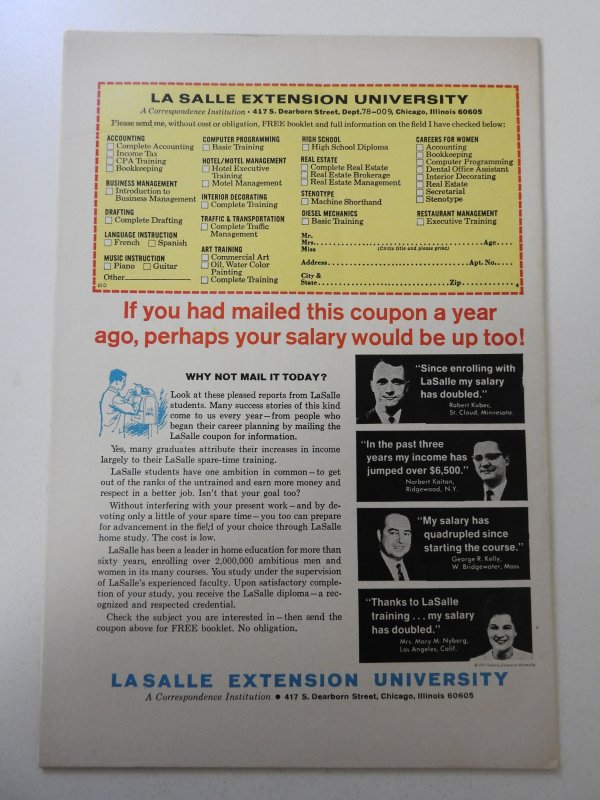 LA SALLE EXTENSION UNIVERSITY
A Correspondence Institution • 417 S. Dearborn Street, Dept.78-009, Chicago, Illinois 60605
Please send me, without cost or obligation, FREE booklet and full information on the field I have checked below:
ACCOUNTING
Complete Accounting
Income Tax
CPA Training
Bookkeeping
BUSINESS MANAGEMENT
Introduction to
Business Management
DRAFTING
Complete Drafting
LANGUAGE INSTRUCTION
French Spanish
MUSIC INSTRUCTION
Piano Guitar
Other
COMPUTER PROGRAMMING
Basic Training
HOTEL/MOTEL MANAGEMENT
Hotel Executive
Training
Motel Management
INTERIOR DECORATING
Complete Training
TRAFFIC & TRANSPORTATION
Complete Traffic
Management
ART TRAINING
Commercial Art
Oil, Water Color
Painting
Complete Training
HIGH SCHOOL
High School Diploma
REAL ESTATE
Complete Real Estate
Real Estate Brokerage
Real Estate Management
STENOTYPE
Machine Shorthand
DIESEL MECHANICS
Basic Training
CAREERS FOR WOMEN
Accounting
Bookkeeping
Computer Programming
Dental Office Assistant
Interior Decorating
Real Estate
Secretarial
Stenotype
RESTAURANT MANAGEMENT
Executive Training
Mr.
Mrs. Age
Miss (Circle title and please print)
Address Apt. No.
City &
State Zip
If you had mailed this coupon a year
ago, perhaps your salary would be up too!
WHY NOT MAIL IT TODAY?
Look at these pleased reports from LaSalle
students. Many success stories of this kind
come to us every year—from people who
began their career planning by mailing the
LaSalle coupon for information.
Yes, many graduates attribute their increases in income
largely to their LaSalle spare-time training.
LaSalle students have one ambition in common—to get
out of the ranks of the untrained and earn more money and
respect in a better job. Isn't that your goal too?
Without interfering with your present work—and by de-
voting only a little of your spare time—you too can prepare
for advancement in the field of your choice through LaSalle
home study. The cost is low.
LaSalle has been a leader in home education for more than
sixty years, enrolling over 2,000,000 ambitious men and
women in its many courses. You study under the supervision
of LaSalle's experienced faculty. Upon satisfactory comple-
tion of your study, you receive the LaSalle diploma—a rec-
ognized and respected credential.
Check the subject you are interested in—then send the
coupon above for FREE booklet. No obligation.
"Since enrolling with
LaSalle my salary
has doubled."
Robert Kubec,
St. Cloud, Minnesota.
"In the past three
years my income has
jumped over $6,500."
Norbert Kaitan,
Ridgewood, N.Y.
"My salary has
quadrupled since
starting the course."
George R. Kelly,
W. Bridgewater, Mass.
"Thanks to LaSalle
training . . . my salary
has doubled."
Mrs. Mary M. Nyberg,
Los Angeles, Calif.
LASALLE EXTENSION UNIVERSITY
A Correspondence Institution • 417 S. Dearborn Street, Chicago, Illinois 60605